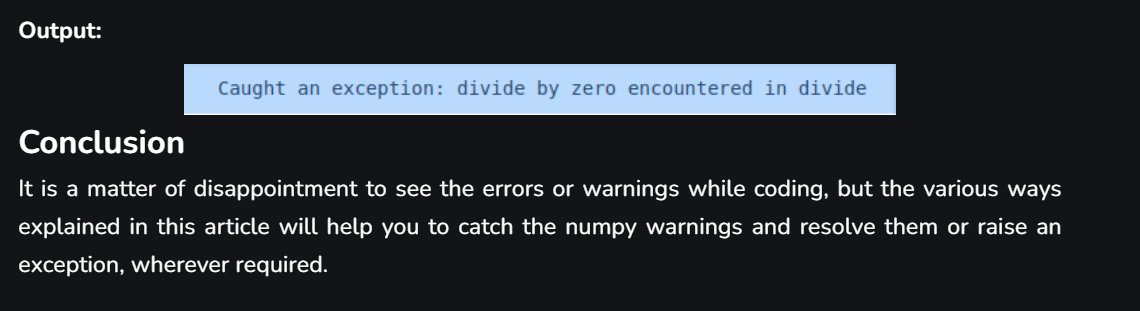 Output:
Caught an exception: divide by zero encountered in divide
Conclusion
It is a matter of disappointment to see the errors or warnings while coding, but the various ways
explained in this article will help you to catch the numpy warnings and resolve them or raise an
exception, wherever required.